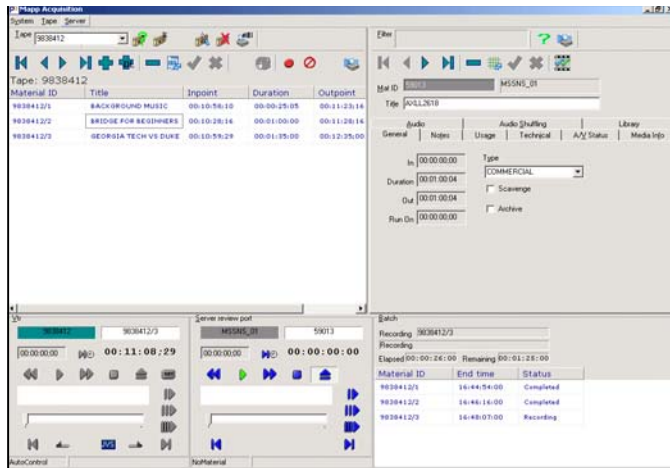 Mapp Acquisition
System Tape Server
Tape 9838412
Tape: 9838412
Material ID Title Inpoint Duration Outpoint
9838412/1 BACKGROUND MUSIC 00:10:58;10 00:00:25:05 00:11:23;16
9838412/2 BRIDGE FOR BEGINNERS 00:10:28;16 00:01:00:00 00:11:28;16
9838412/3 GEORGIA TECH VS DUKE 00:10:59;29 00:01:35:00 00:12:35;00
Filter
Mat ID 59013 MSSNS_01
Title AXLL2618
Audio Audio Shuffling Library
General Notes Usage Technical A/V Status Media Info
In 00:00:00;00 Type
COMMERCIAL
Duration 00:01:00:04
Scavenge
Out 00:01:00:04
Archive
Run On 00:00:00;00
Vtr
9838412 9838412/3
00:00:00;00 00:11:08;29
AutoControl
Server review port
MSSNS_01 59013
00:00:00;00 00:00:00:00
NoMaterial
Batch
Recording 9838412/3
Recording
Elapsed 00:00:26:00 Remaining 00:01:28:00
Material ID End time Status
9838412/1 16:44:54:00 Completed
9838412/2 16:46:16:00 Completed
9838412/3 16:48:07:00 Recording